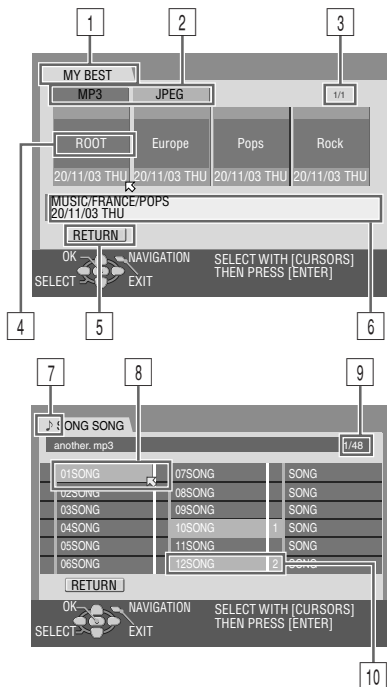 1 2 3
MY BEST
MP3 JPEG 1/1
ROOT Europe Pops Rock
20/11/03 THU 20/11/03 THU 20/11/03 THU 20/11/03 THU
MUSIC/FRANCE/POPS
20/11/03 THU
RETURN
OK NAVIGATION SELECT WITH [CURSORS]
SELECT EXIT THEN PRESS [ENTER]
4 5 6
7 8 9
♪ SONG SONG
another. mp3 1/48
01SONG 07SONG SONG
02SONG 08SONG SONG
03SONG 09SONG SONG
04SONG 10SONG 1 SONG
05SONG 11SONG SONG
06SONG 12SONG 2 SONG
RETURN
OK NAVIGATION SELECT WITH [CURSORS]
SELECT EXIT THEN PRESS [ENTER]
10